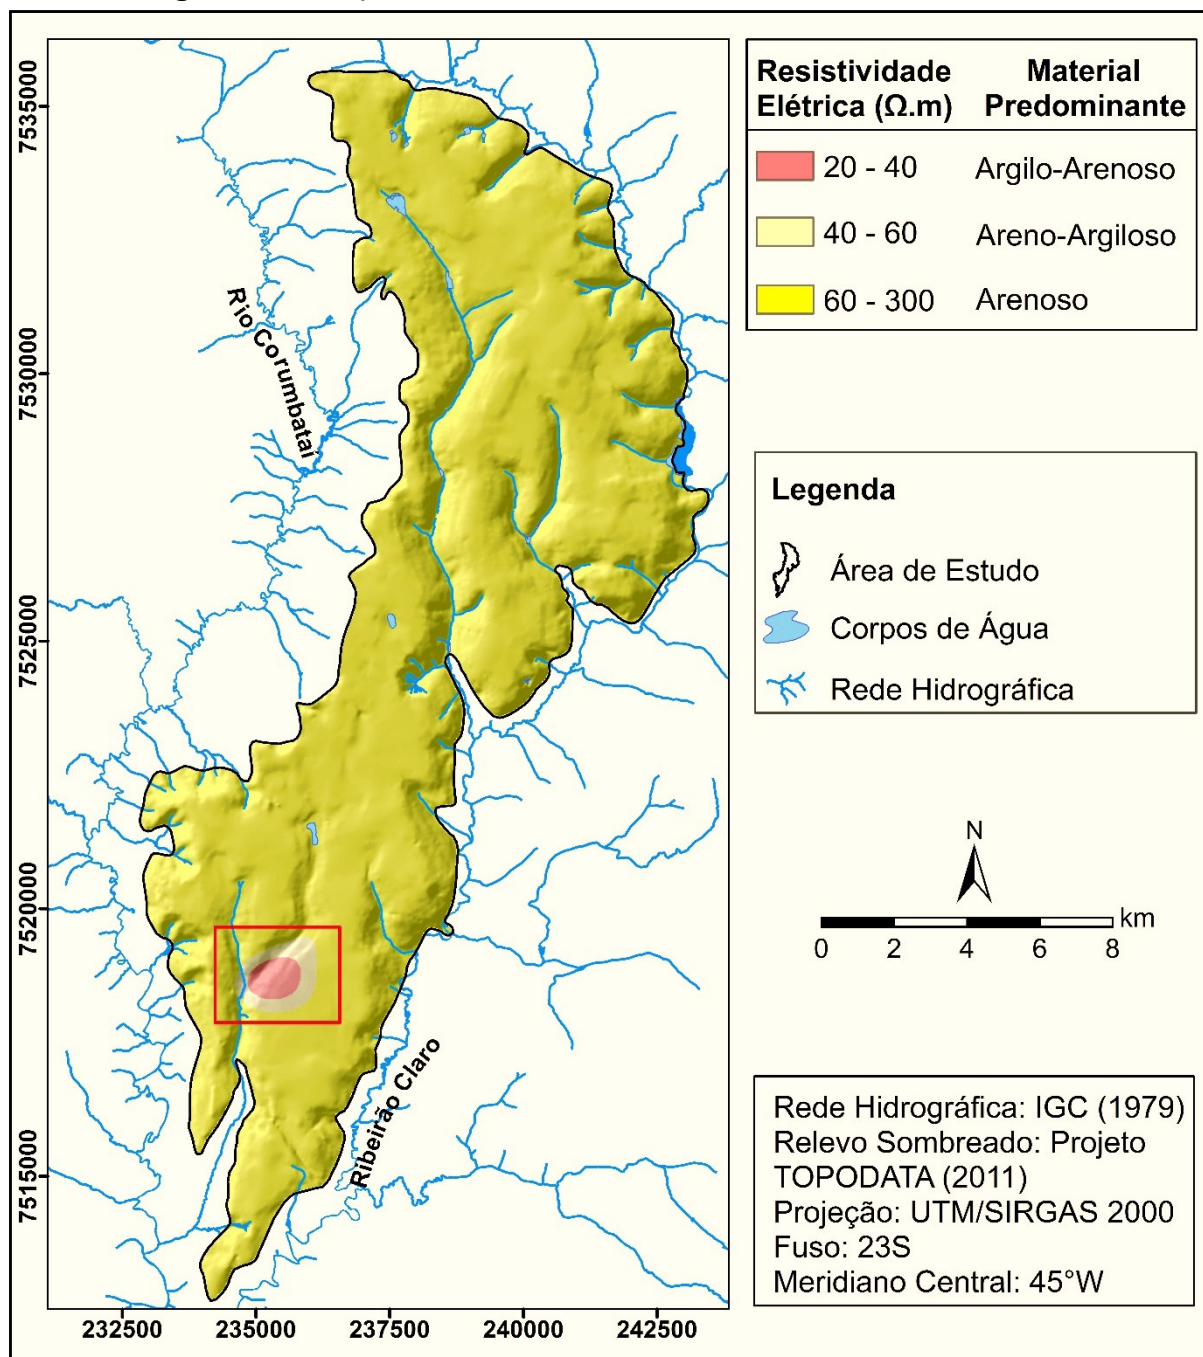 Resistividade
Elétrica (Ω.m)
Material
Predominante
20 - 40 Argilo-Arenoso
40 - 60 Areno-Argiloso
60 - 300 Arenoso
Legenda
Área de Estudo
Corpos de Água
Rede Hidrográfica
N
km
0 2 4 6 8
Rede Hidrográfica: IGC (1979)
Relevo Sombreado: Projeto
TOPODATA (2011)
Projeção: UTM/SIRGAS 2000
Fuso: 23S
Meridiano Central: 45°W
Rio Corumbataí
Ribeirão Claro
7535000
7530000
7525000
7520000
7515000
232500 235000 237500 240000 242500